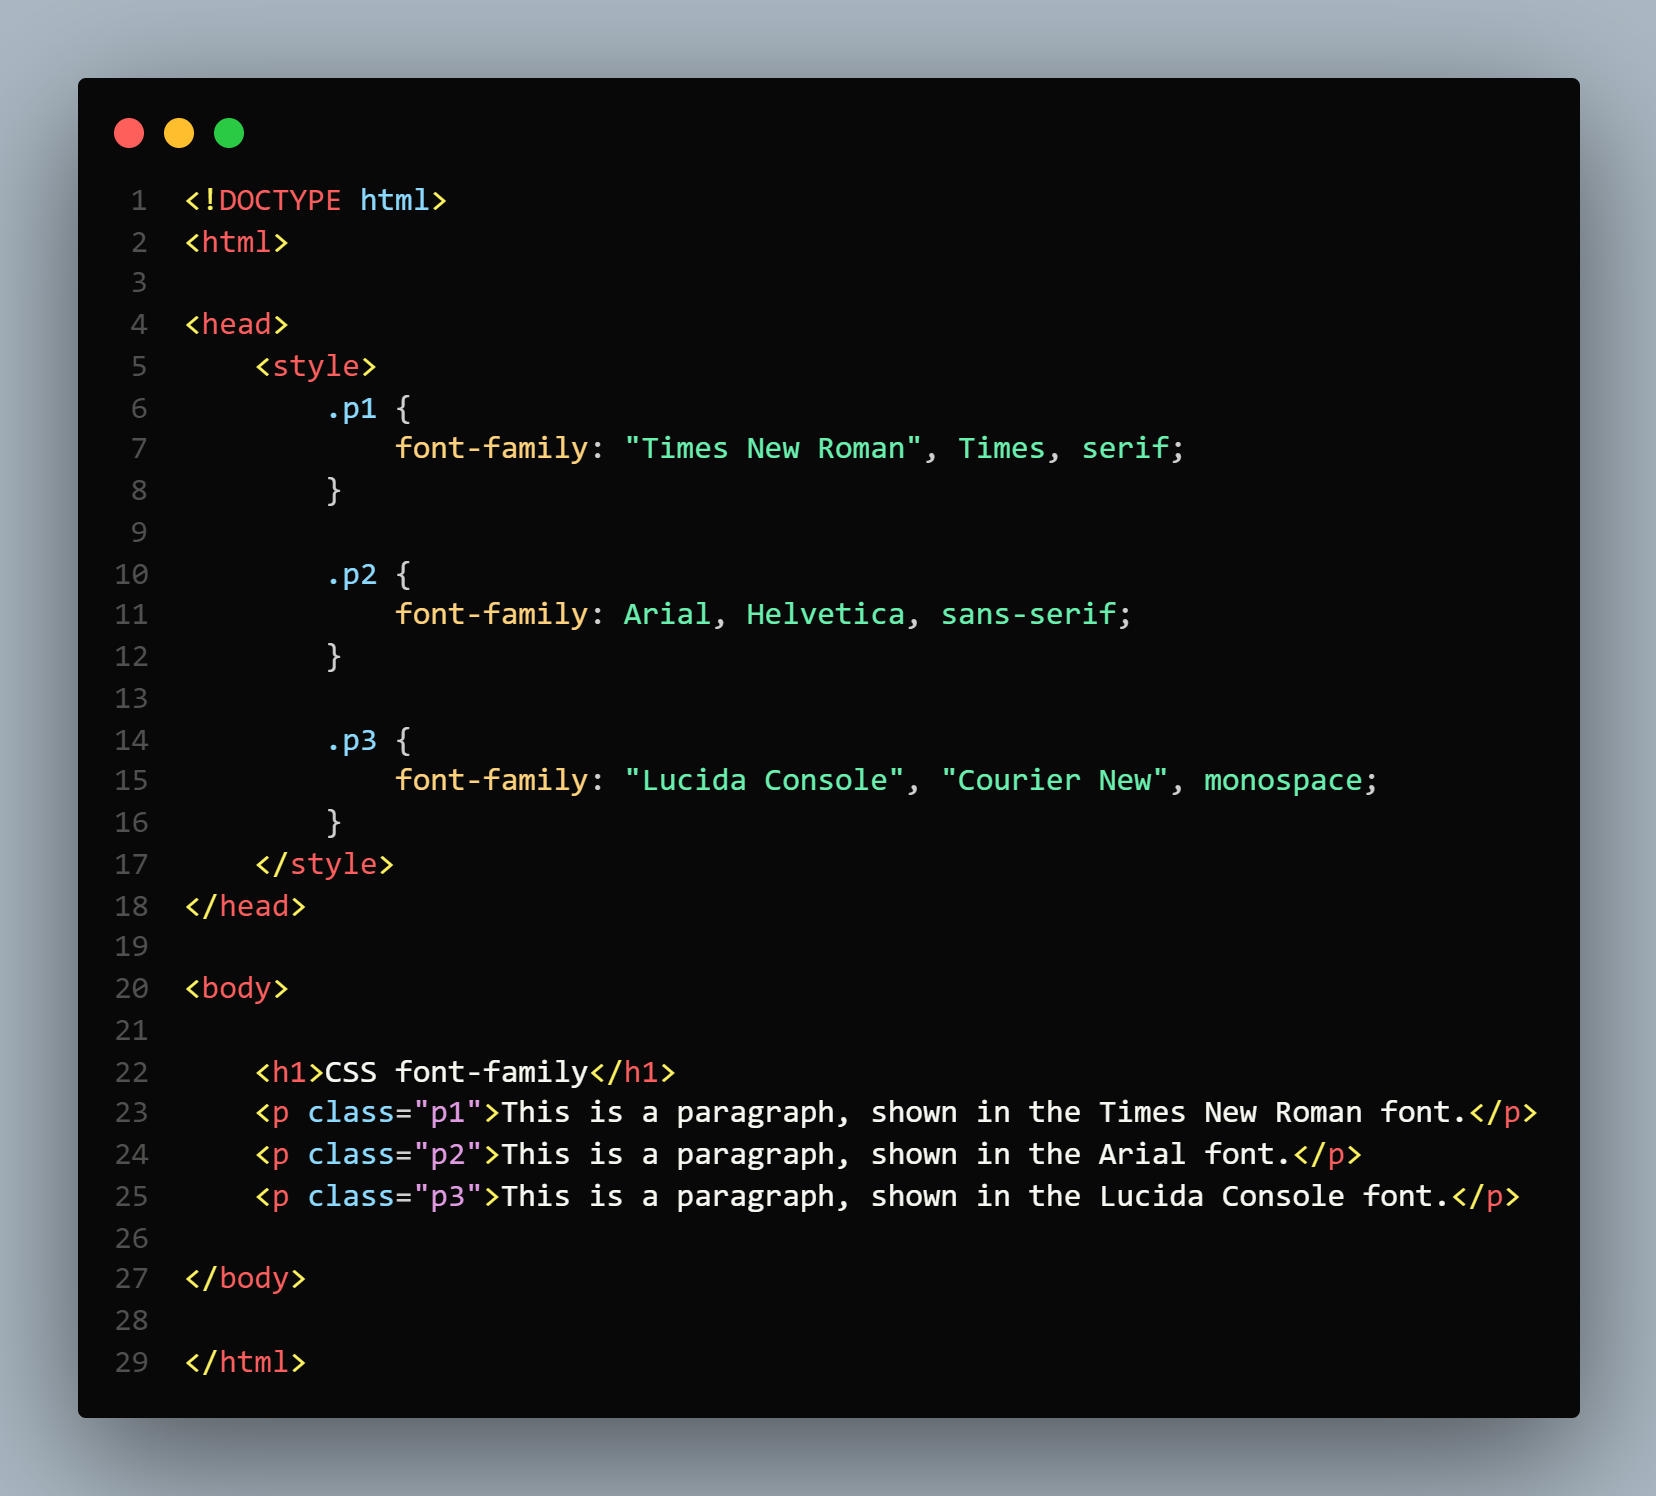 1 <!DOCTYPE html>
2 <html>
3
4 <head>
5     <style>
6         .p1 {
7             font-family: "Times New Roman", Times, serif;
8         }
9
10         .p2 {
11             font-family: Arial, Helvetica, sans-serif;
12         }
13
14         .p3 {
15             font-family: "Lucida Console", "Courier New", monospace;
16         }
17     </style>
18 </head>
19
20 <body>
21
22     <h1>CSS font-family</h1>
23     <p class="p1">This is a paragraph, shown in the Times New Roman font.</p>
24     <p class="p2">This is a paragraph, shown in the Arial font.</p>
25     <p class="p3">This is a paragraph, shown in the Lucida Console font.</p>
26
27 </body>
28
29 </html>